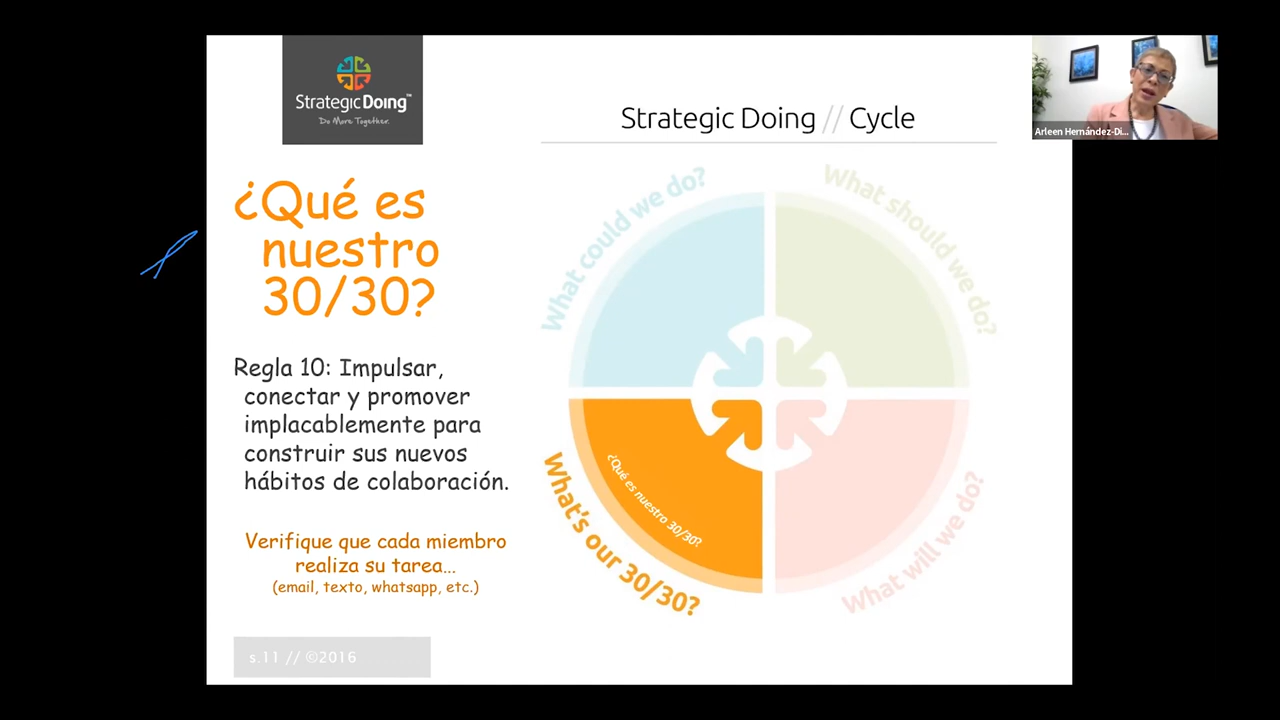 Strategic Doing™
Do More Together.
Strategic Doing // Cycle
Arleen Hernández-Di...
¿Qué es
nuestro
30/30?
Regla 10: Impulsar,
conectar y promover
implacablemente para
construir sus nuevos
hábitos de colaboración.
Verifique que cada miembro
realiza su tarea...
(email, texto, whatsapp, etc.)
What could we do?
What should we do?
¿Qué es nuestro 30/30?
What's our 30/30?
What will we do?
s.11 // ©2016